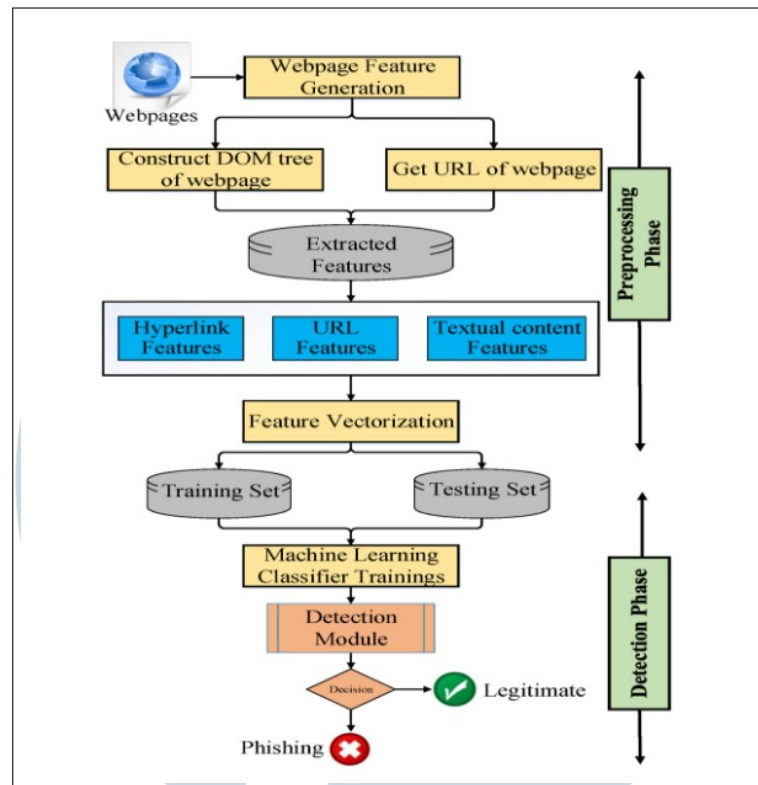 Webpages
Webpage Feature
Generation
Construct DOM tree
of webpage
Get URL of webpage
Extracted
Features
Hyperlink
Features
URL
Features
Textual content
Features
Feature Vectorization
Preprocessing
Phase
Training Set
Testing Set
Machine Learning
Classifier Trainings
Detection
Module
Decision
Legitimate
Phishing
Detection Phase